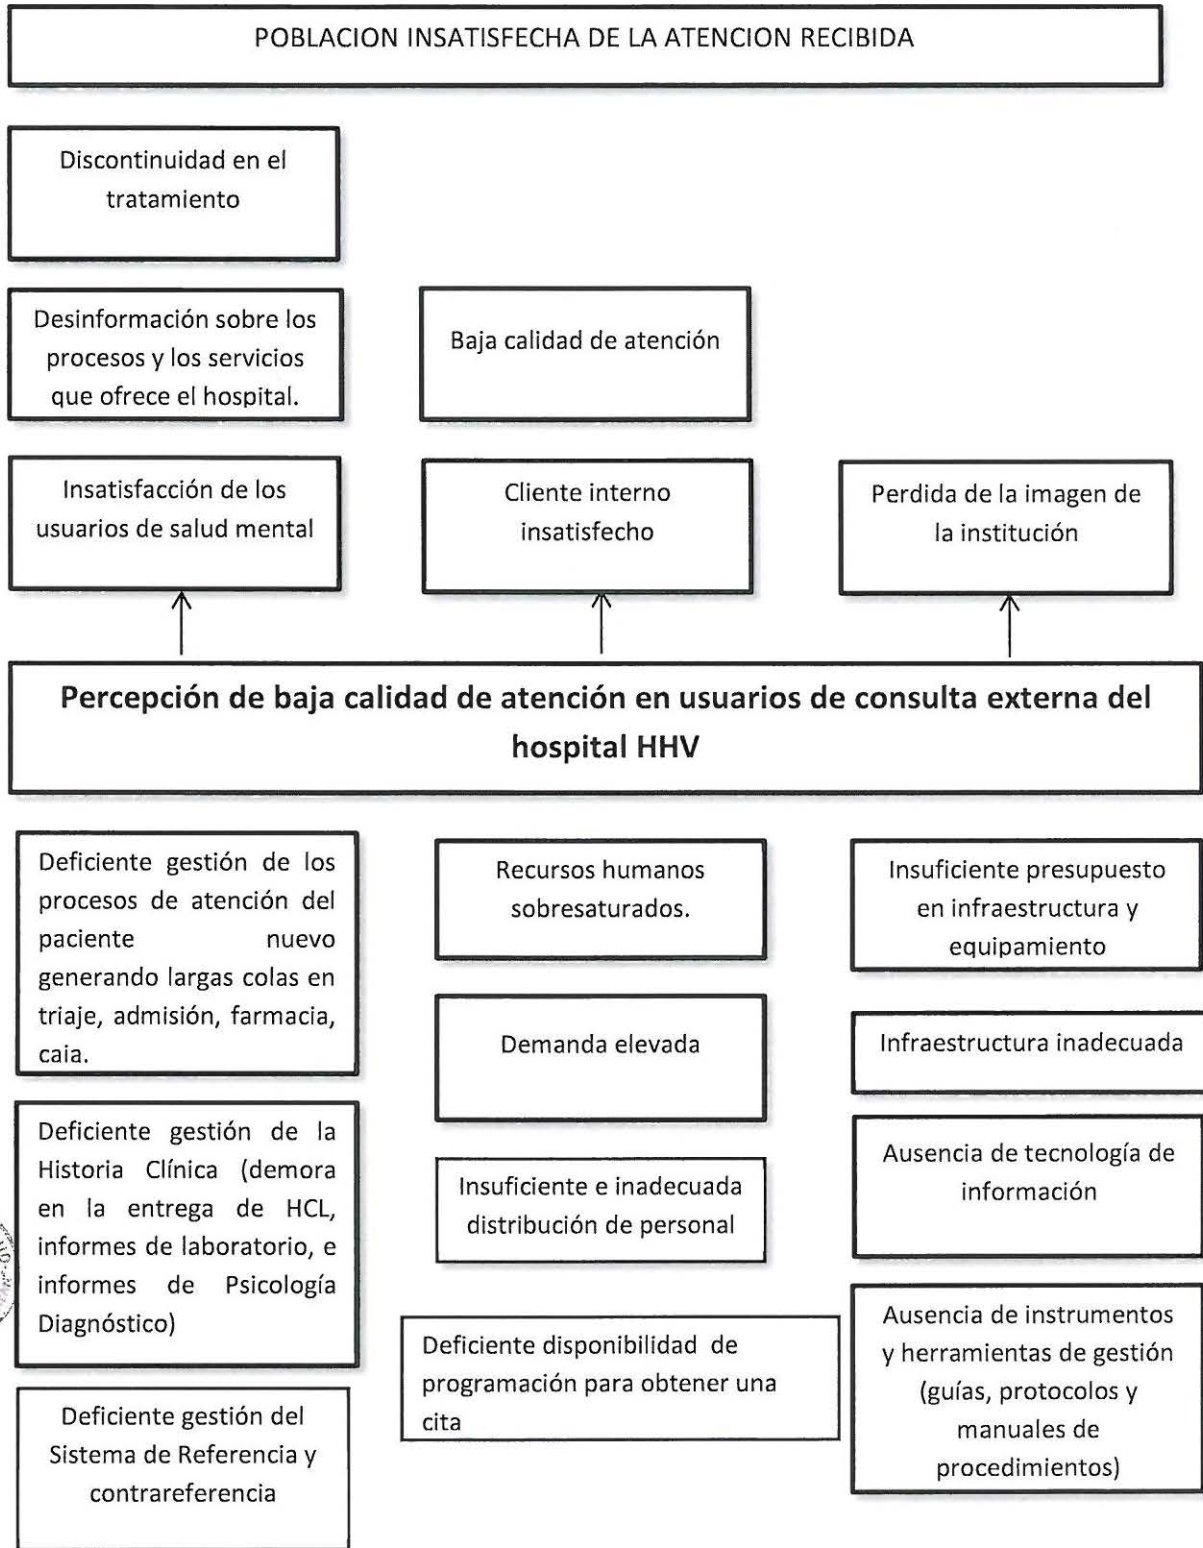 POBLACION INSATISFECHA DE LA ATENCION RECIBIDA
Discontinuidad en el
tratamiento
Desinformación sobre los
procesos y los servicios
que ofrece el hospital.
Baja calidad de atención
Insatisfacción de los
usuarios de salud mental
Cliente interno
insatisfecho
Perdida de la imagen de
la institución
Percepción de baja calidad de atención en usuarios de consulta externa del
hospital HHV
Deficiente gestión de los
procesos de atención del
paciente nuevo
generando largas colas en
triaje, admisión, farmacia,
caja.
Recursos humanos
sobresaturados.
Insuficiente presupuesto
en infraestructura y
equipamiento
Demanda elevada
Infraestructura inadecuada
Deficiente gestión de la
Historia Clínica (demora
en la entrega de HCL,
informes de laboratorio, e
informes de Psicología
Diagnóstico)
Insuficiente e inadecuada
distribución de personal
Ausencia de tecnología de
información
Deficiente disponibilidad de
programación para obtener una
cita
Ausencia de instrumentos
y herramientas de gestión
(guías, protocolos y
manuales de
procedimientos)
Deficiente gestión del
Sistema de Referencia y
contrareferencia